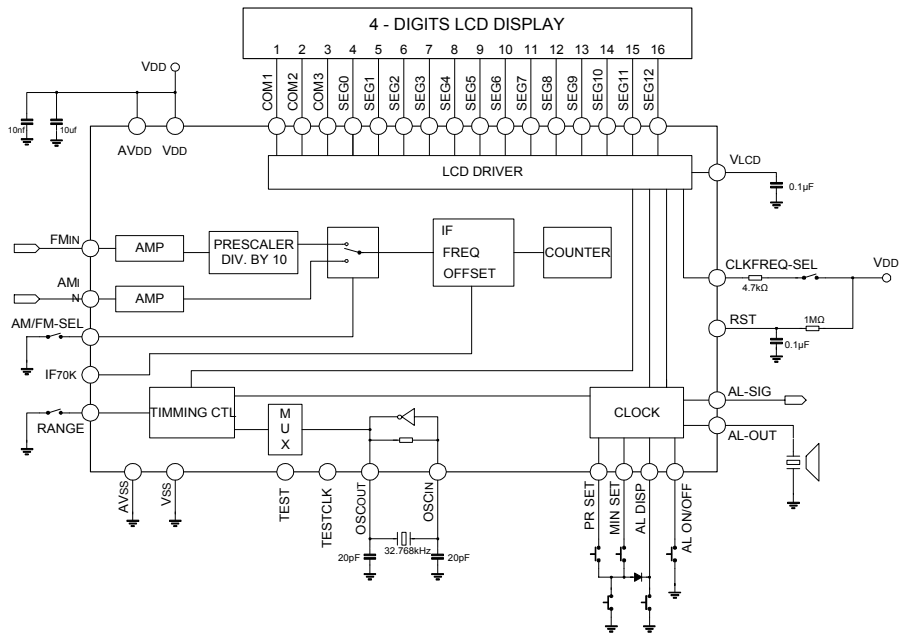 4 - DIGITS LCD DISPLAY
1 2 3 4 5 6 7 8 9 10 11 12 13 14 15 16
COM1
COM2
COM3
SEG0
SEG1
SEG2
SEG3
SEG4
SEG5
SEG6
SEG7
SEG8
SEG9
SEG10
SEG11
SEG12
VDD
10nf
10uf
AVDD
VDD
LCD DRIVER
VLCD
0.1µF
FMIN
AMP
PRESCALER
DIV. BY 10
IF
FREQ
OFFSET
COUNTER
AMI
N
AMP
CLKFREQ-SEL
4.7kΩ
VDD
AM/FM-SEL
RST
1MΩ
0.1µF
IF70K
RANGE
TIMMING CTL
M
U
X
CLOCK
AL-SIG
AL-OUT
AVSS
VSS
TEST
TESTCLK
OSCOUT
OSCIN
PR SET
MIN SET
AL DISP
AL ON/OFF
32.768kHz
20pF
20pF